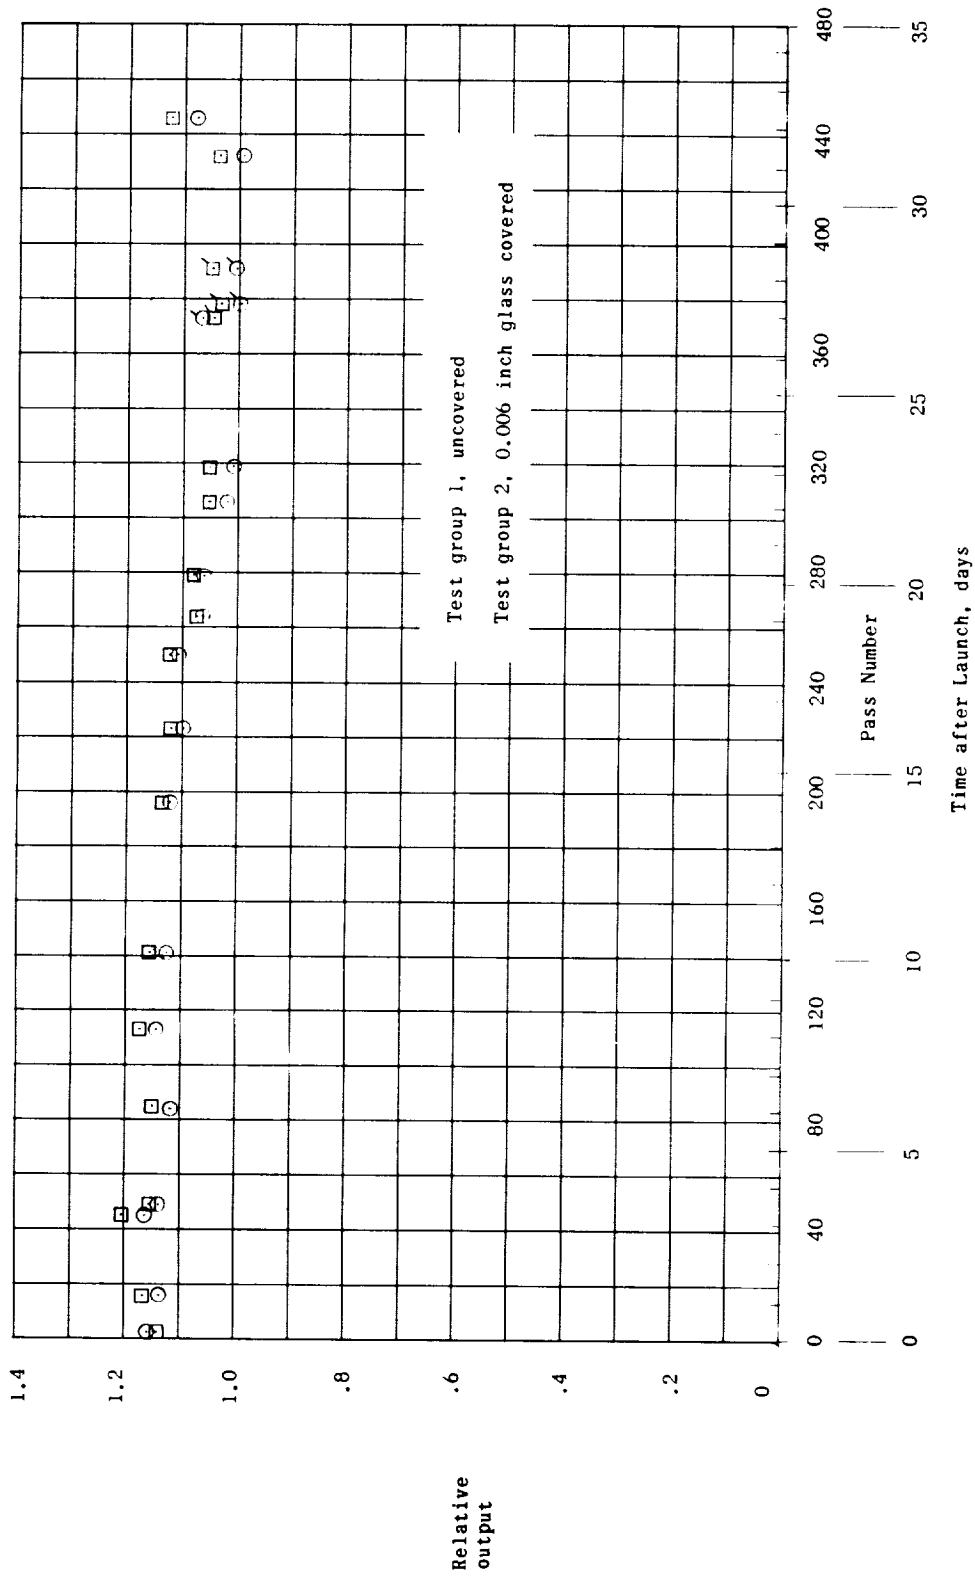 1.4
1.2
1.0
.8
.6
.4
.2
0
Relative
output
Test group 1, uncovered
Test group 2, 0.006 inch glass covered
0 40 80 120 160 200 240 280 320 360 400 440 480
Pass Number
0 5 10 15 20 25 30 35
Time after Launch, days